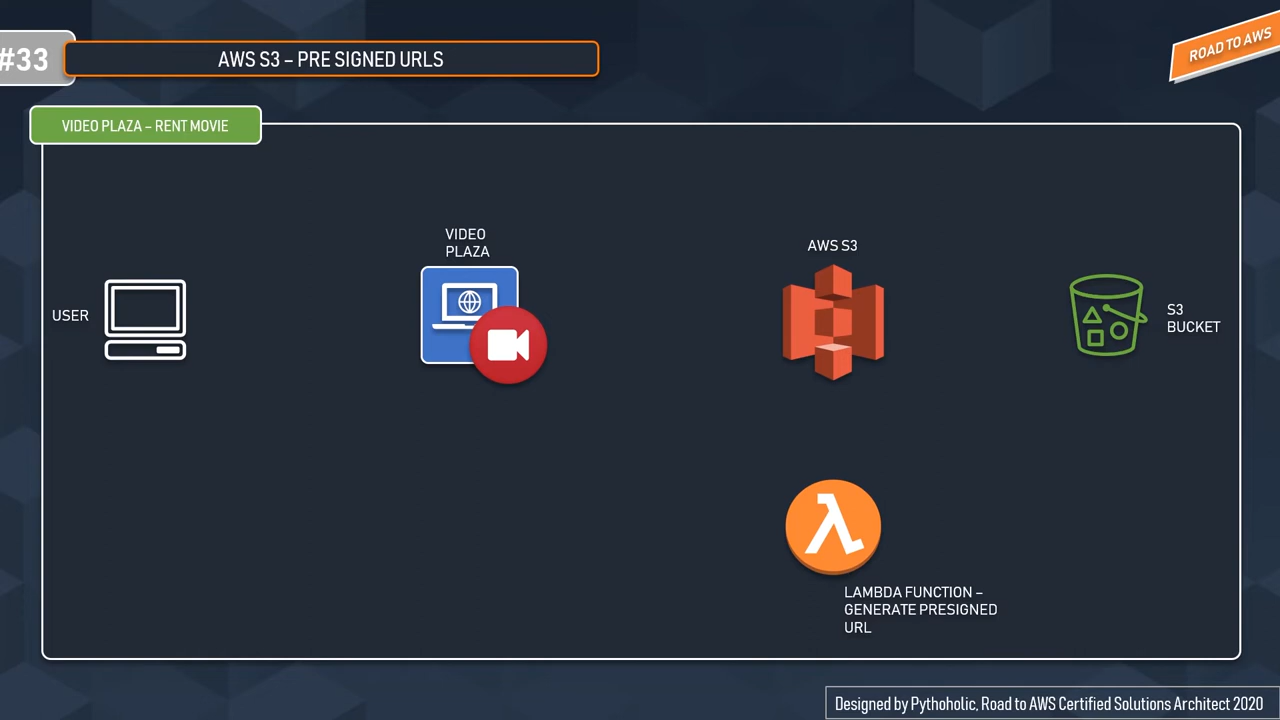 #33
AWS S3 – PRE SIGNED URLS
ROAD TO AWS
VIDEO PLAZA – RENT MOVIE
USER
VIDEO
PLAZA
AWS S3
S3
BUCKET
LAMBDA FUNCTION –
GENERATE PRESIGNED
URL
Designed by Pythoholic, Road to AWS Certified Solutions Architect 2020